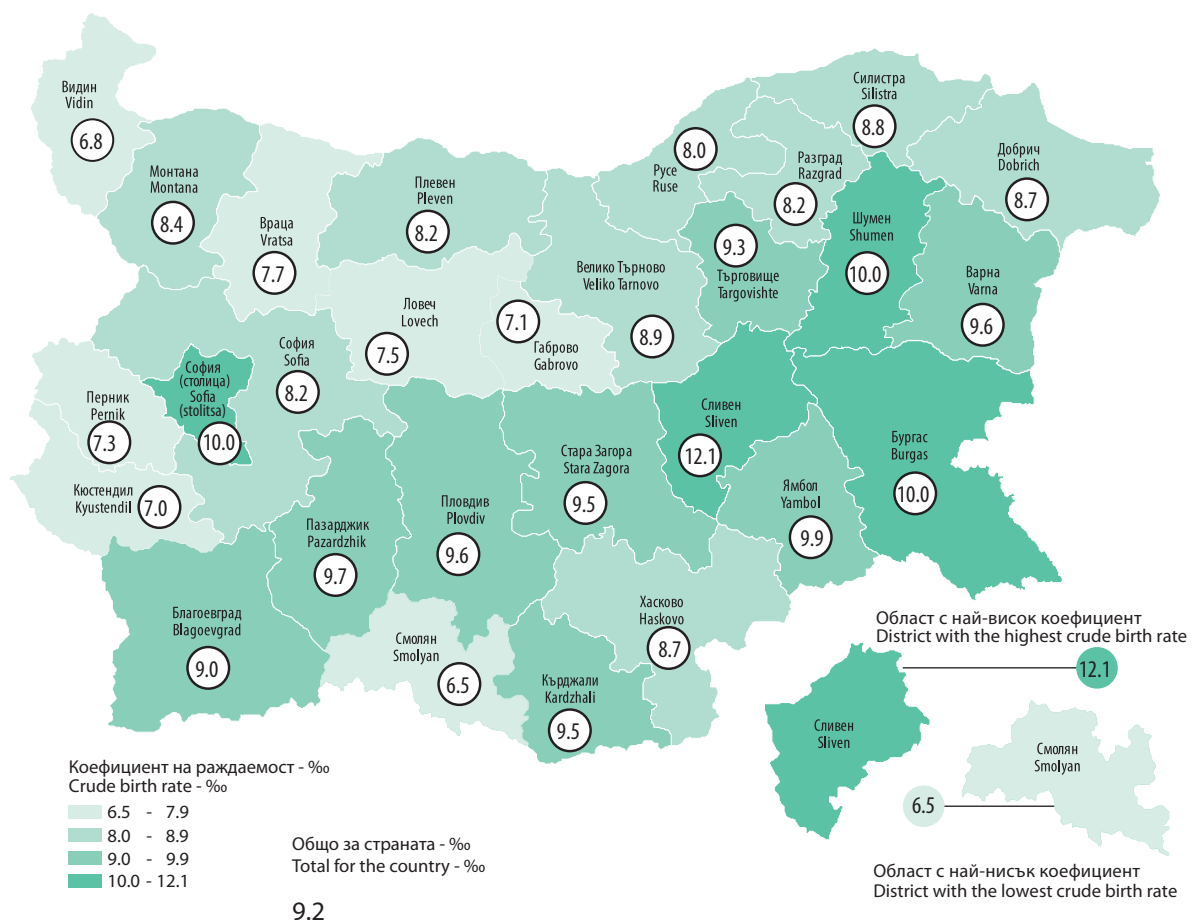 Видин
Vidin
6.8
Монтана
Montana
8.4
Враца
Vratsa
7.7
Плевен
Pleven
8.2
Ловеч
Lovech
7.5
7.1
Габрово
Gabrovo
Велико Търново
Veliko Tarnovo
8.9
8.0
Русе
Ruse
Разград
Razgrad
8.2
Силистра
Silistra
8.8
Добрич
Dobrich
8.7
9.3
Търговище
Targovishte
Шумен
Shumen
10.0
Варна
Varna
9.6
София
Sofia
8.2
София
(столица)
Sofia
(stolitsa)
10.0
Перник
Pernik
7.3
Кюстендил
Kyustendil
7.0
Пазарджик
Pazardzhik
9.7
Пловдив
Plovdiv
9.6
Стара Загора
Stara Zagora
9.5
Сливен
Sliven
12.1
Ямбол
Yambol
9.9
Бургас
Burgas
10.0
Благоевград
Blagoevgrad
9.0
Смолян
Smolyan
6.5
Кърджали
Kardzhali
9.5
Хасково
Haskovo
8.7
Област с най-висок коефициент
District with the highest crude birth rate
12.1
Сливен
Sliven
Смолян
Smolyan
6.5
Област с най-нисък коефициент
District with the lowest crude birth rate
Коефициент на раждаемост - ‰
Crude birth rate - ‰
6.5 - 7.9
8.0 - 8.9
9.0 - 9.9
10.0 - 12.1
Общо за страната - ‰
Total for the country - ‰
9.2